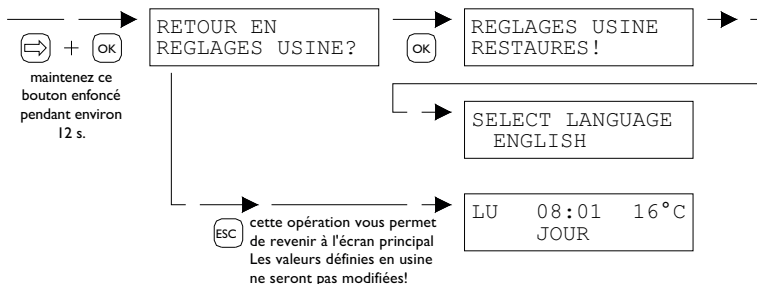 RETOUR EN
REGLAGES USINE?
OK
maintenez ce
bouton enfoncé
pendant environ
12 s.
OK
REGLAGES USINE
RESTAURES!
SELECT LANGUAGE
ENGLISH
ESC
cette opération vous permet
de revenir à l'écran principal
Les valeurs définies en usine
ne seront pas modifiées!
LU 08:01 16°C
JOUR